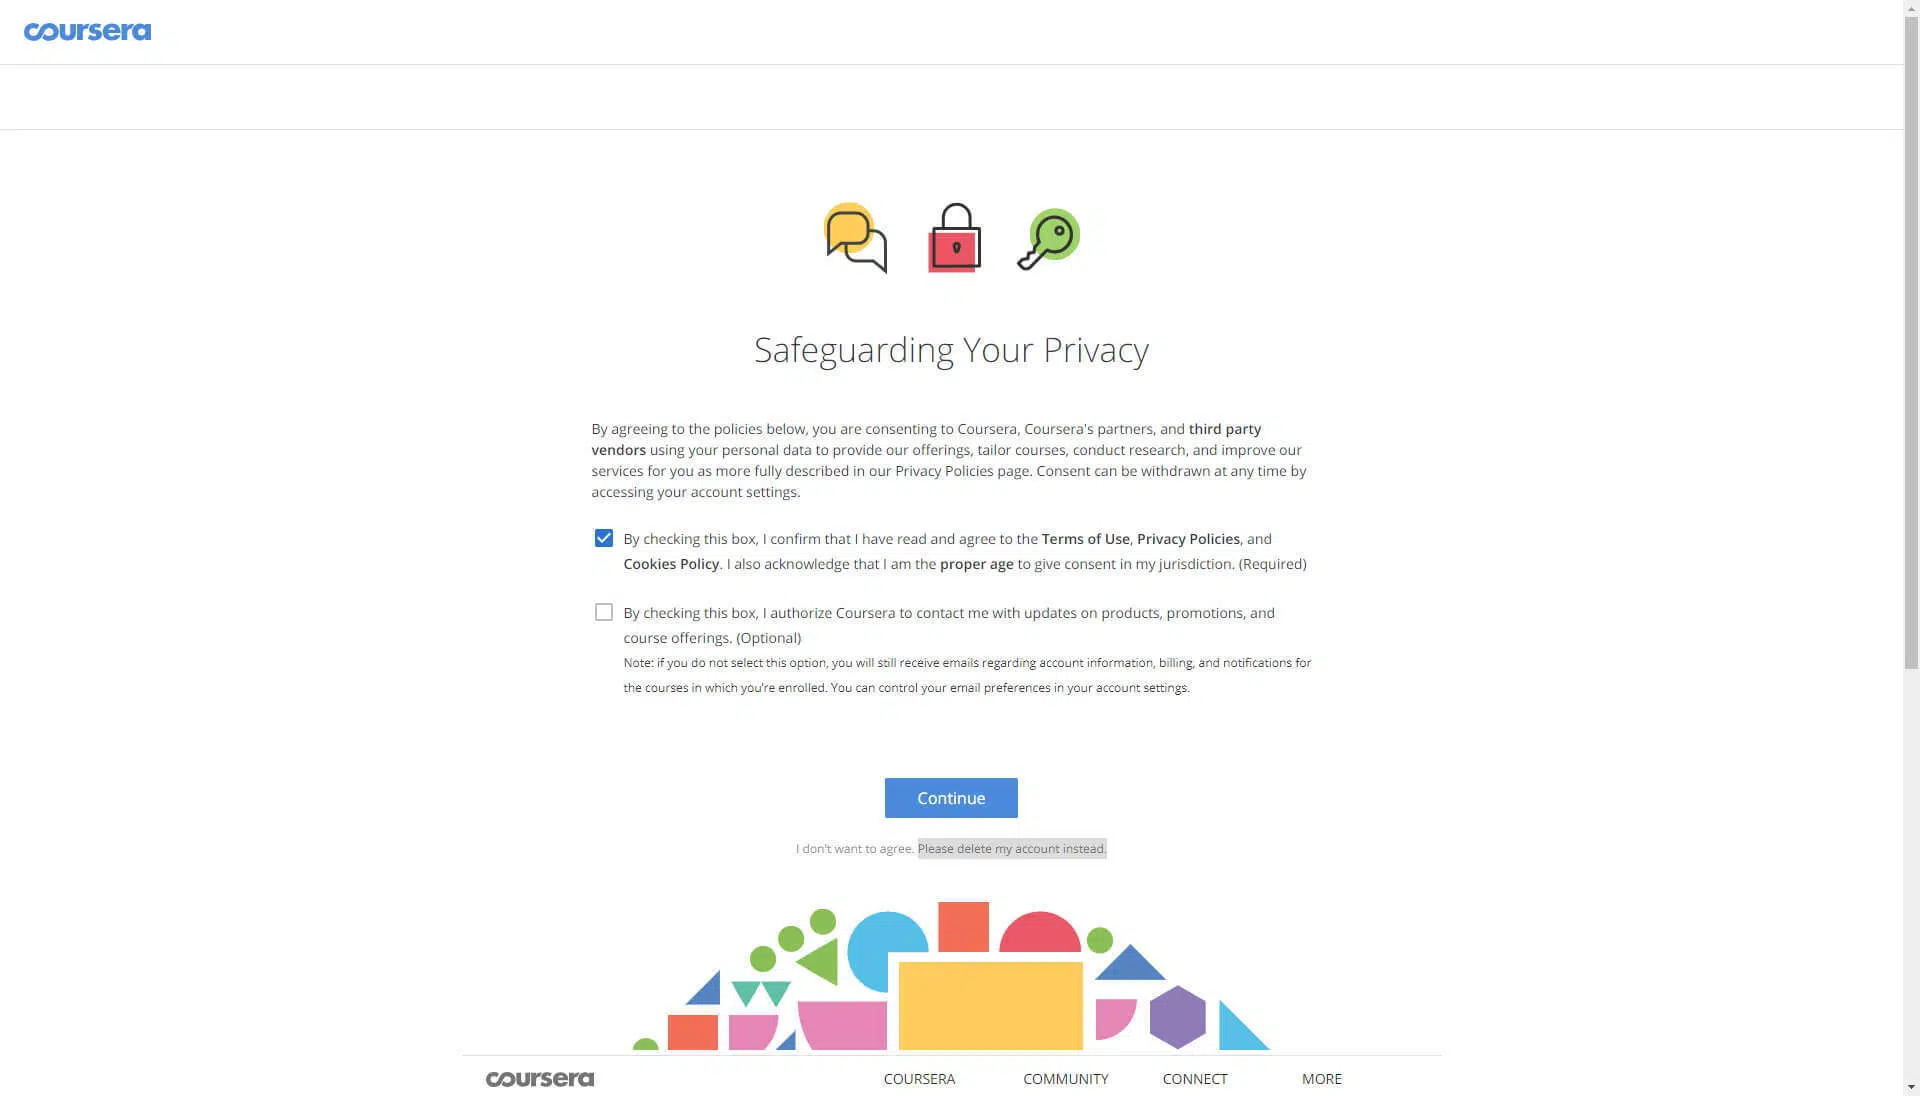 coursera
Safeguarding Your Privacy
By agreeing to the policies below, you are consenting to Coursera, Coursera's partners, and third party
vendors using your personal data to provide our offerings, tailor courses, conduct research, and improve our
services for you as more fully described in our Privacy Policies page. Consent can be withdrawn at any time by
accessing your account settings.
By checking this box, I confirm that I have read and agree to the Terms of Use, Privacy Policies, and
Cookies Policy. I also acknowledge that I am the proper age to give consent in my jurisdiction. (Required)
By checking this box, I authorize Coursera to contact me with updates on products, promotions, and
course offerings. (Optional)
Note: if you do not select this option, you will still receive emails regarding account information, billing, and notifications for
the courses in which you're enrolled. You can control your email preferences in your account settings.
Continue
I don't want to agree. Please delete my account instead.
coursera COURSERA COMMUNITY CONNECT MORE